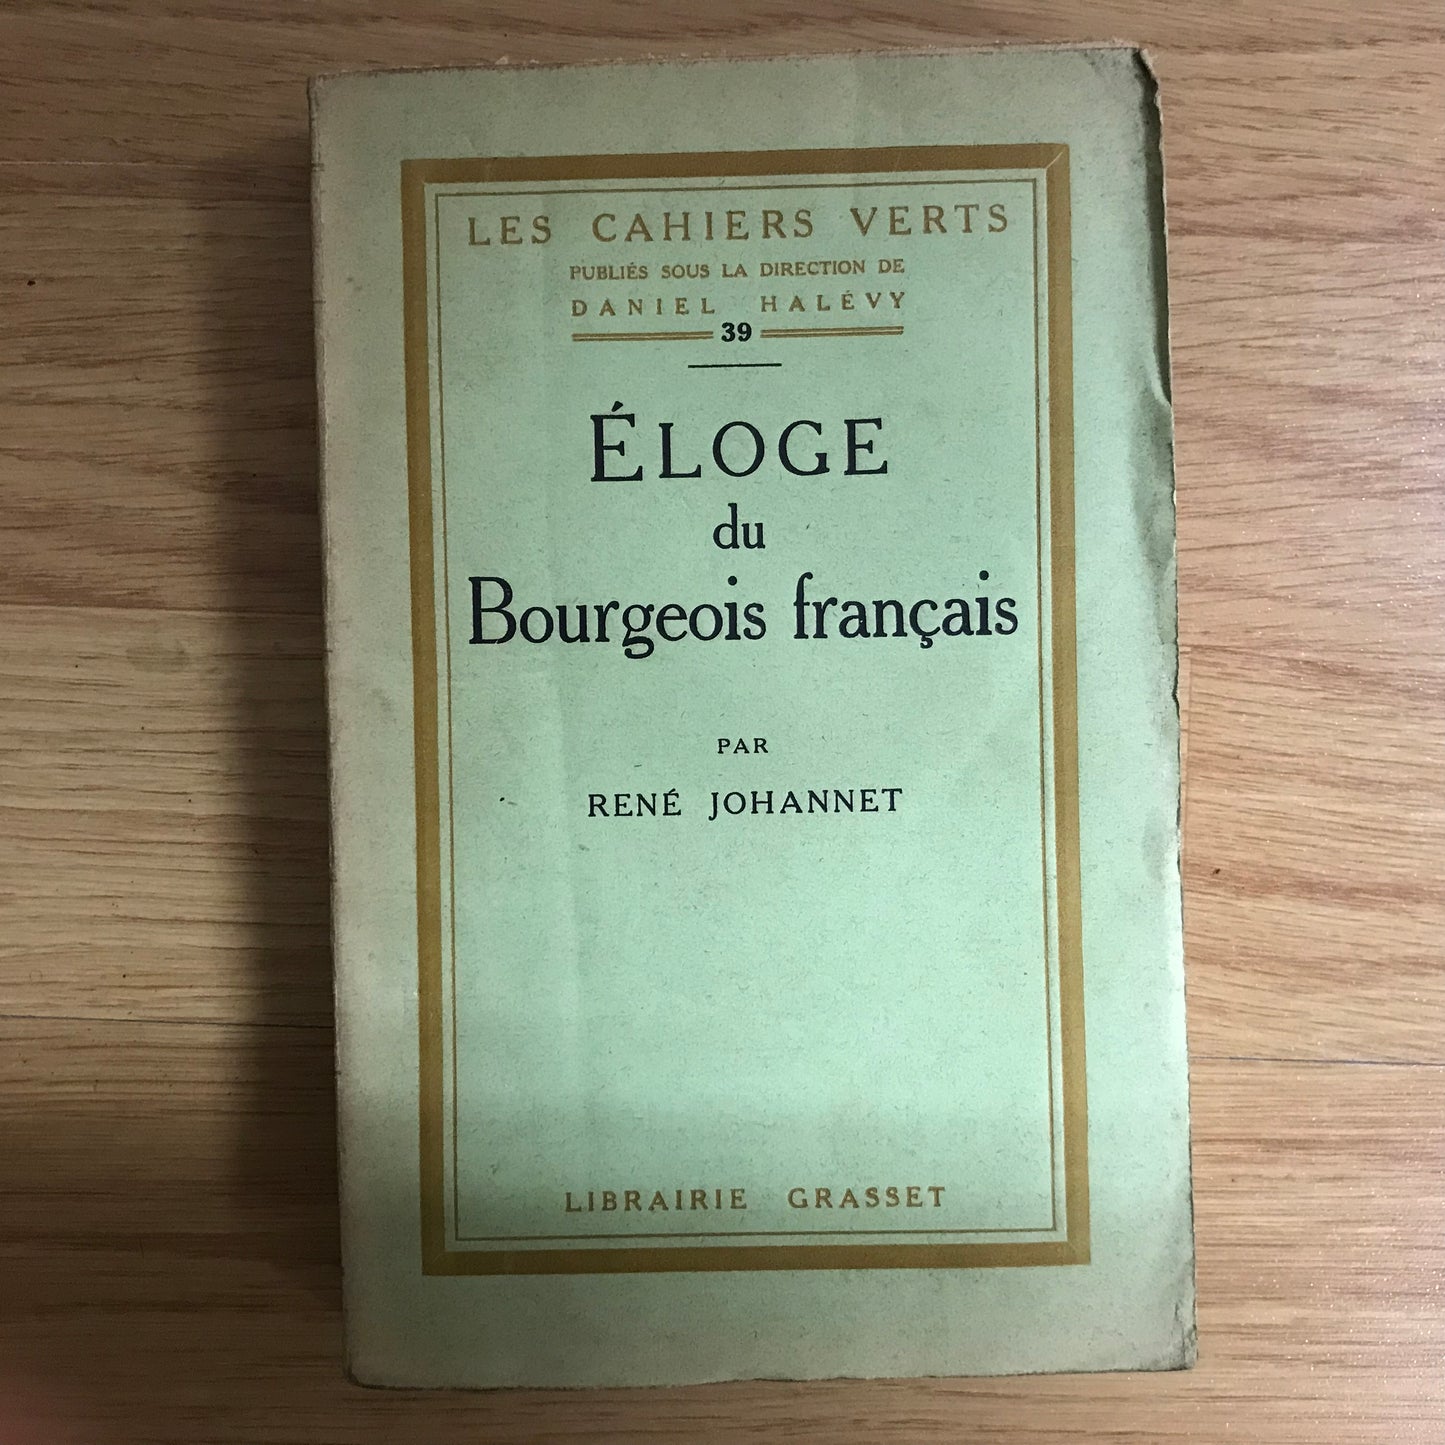 LES CAHIERS VERTS
PUBLIÉS SOUS LA DIRECTION DE
DANIEL HALÉVY
39
ÉLOGE
du
Bourgeois français
PAR
RENÉ JOHANNET
LIBRAIRIE GRASSET